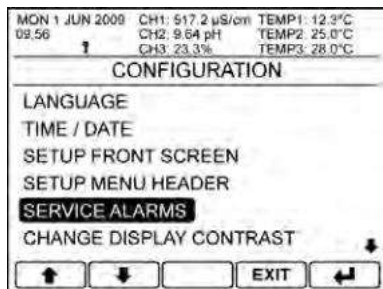 MON 1 JUN 2009 CH1: 517.2 µS/cm TEMP1: 12.3°C
09:56 CH2: 9.64 pH TEMP2: 25.0°C
? CH3: 23.3% TEMP3: 28.0°C
CONFIGURATION
LANGUAGE
TIME / DATE
SETUP FRONT SCREEN
SETUP MENU HEADER
SERVICE ALARMS
CHANGE DISPLAY CONTRAST
EXIT